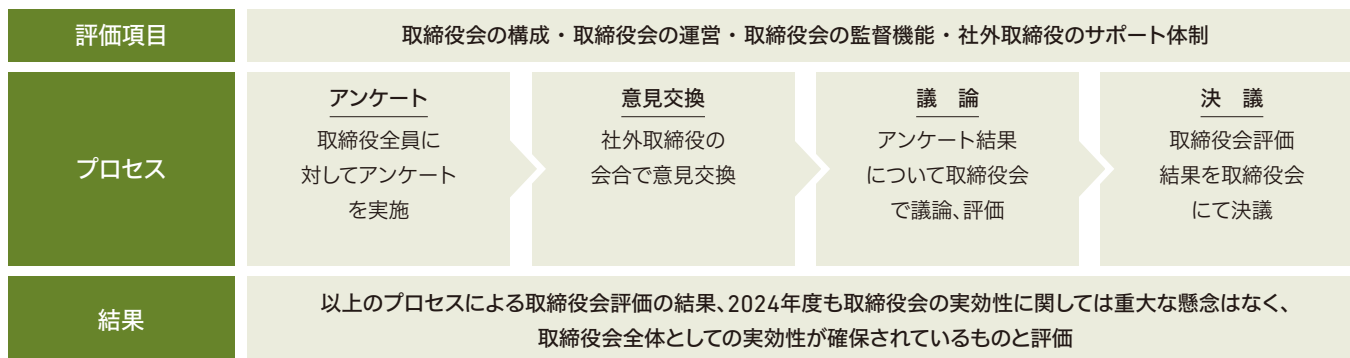 評価項目
取締役会の構成・取締役会の運営・取締役会の監督機能・社外取締役のサポート体制
プロセス
アンケート
取締役全員に
対してアンケート
を実施
意見交換
社外取締役の
会合で意見交換
議　論
アンケート結果
について取締役会
で議論、評価
決　議
取締役会評価
結果を取締役会
にて決議
結果
以上のプロセスによる取締役会評価の結果、2024年度も取締役会の実効性に関しては重大な懸念はなく、
取締役会全体としての実効性が確保されているものと評価